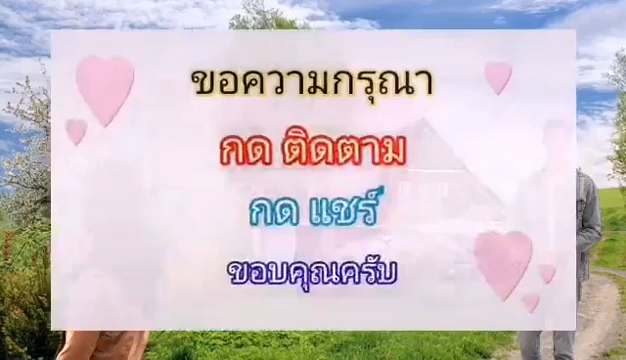 ขอความกรุณา
กด ติดตาม
กด แชร์
ขอบคุณครับ